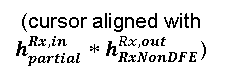 (cursor aligned with
h^{Rx,in}_{partial} * h^{Rx,out}_{RxNonDFE})